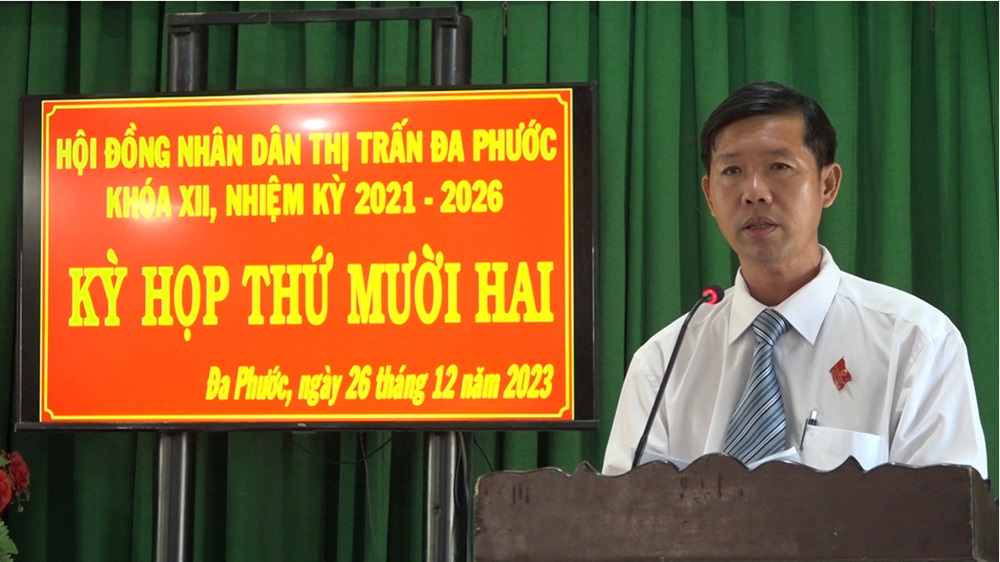 HỘI ĐỒNG NHÂN DÂN THỊ TRẤN ĐA PHƯỚC
KHÓA XII, NHIỆM KỲ 2021 - 2026
KỲ HỌP THỨ MƯỜI HAI
Đa Phước, ngày 26 tháng 12 năm 2023